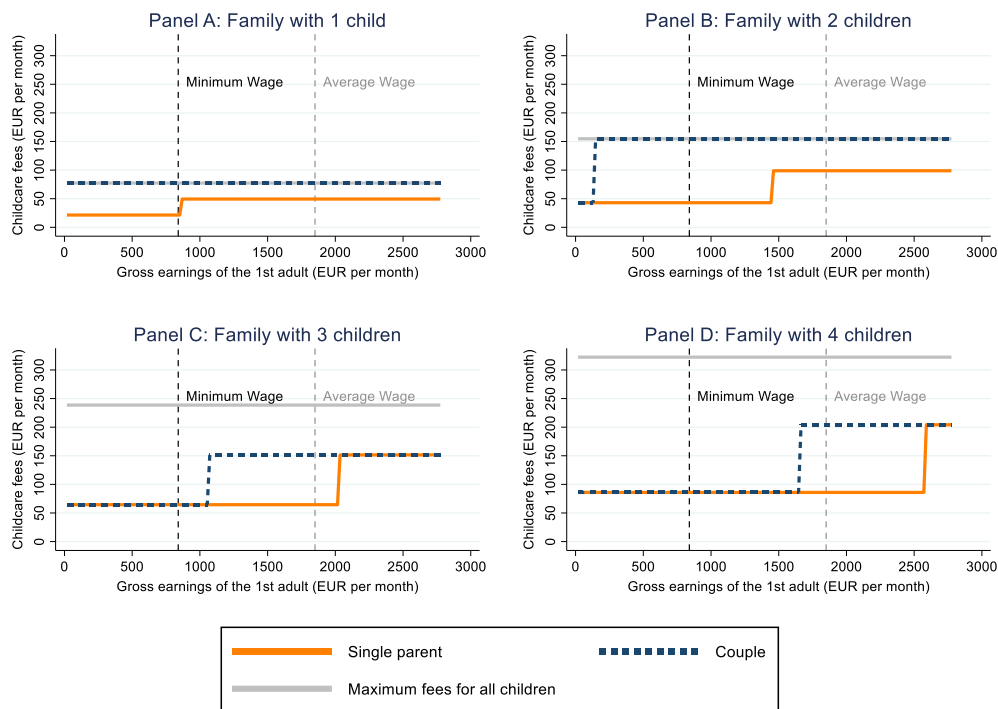 Panel A: Family with 1 child
Childcare fees (EUR per month)
0 50 100 150 200 250 300
Minimum Wage
Average Wage
0 500 1000 1500 2000 2500 3000
Gross earnings of the 1st adult (EUR per month)
Panel B: Family with 2 children
Childcare fees (EUR per month)
0 50 100 150 200 250 300
Minimum Wage
Average Wage
0 500 1000 1500 2000 2500 3000
Gross earnings of the 1st adult (EUR per month)
Panel C: Family with 3 children
Childcare fees (EUR per month)
0 50 100 150 200 250 300
Minimum Wage
Average Wage
0 500 1000 1500 2000 2500 3000
Gross earnings of the 1st adult (EUR per month)
Panel D: Family with 4 children
Childcare fees (EUR per month)
0 50 100 150 200 250 300
Minimum Wage
Average Wage
0 500 1000 1500 2000 2500 3000
Gross earnings of the 1st adult (EUR per month)
Single parent
Couple
Maximum fees for all children